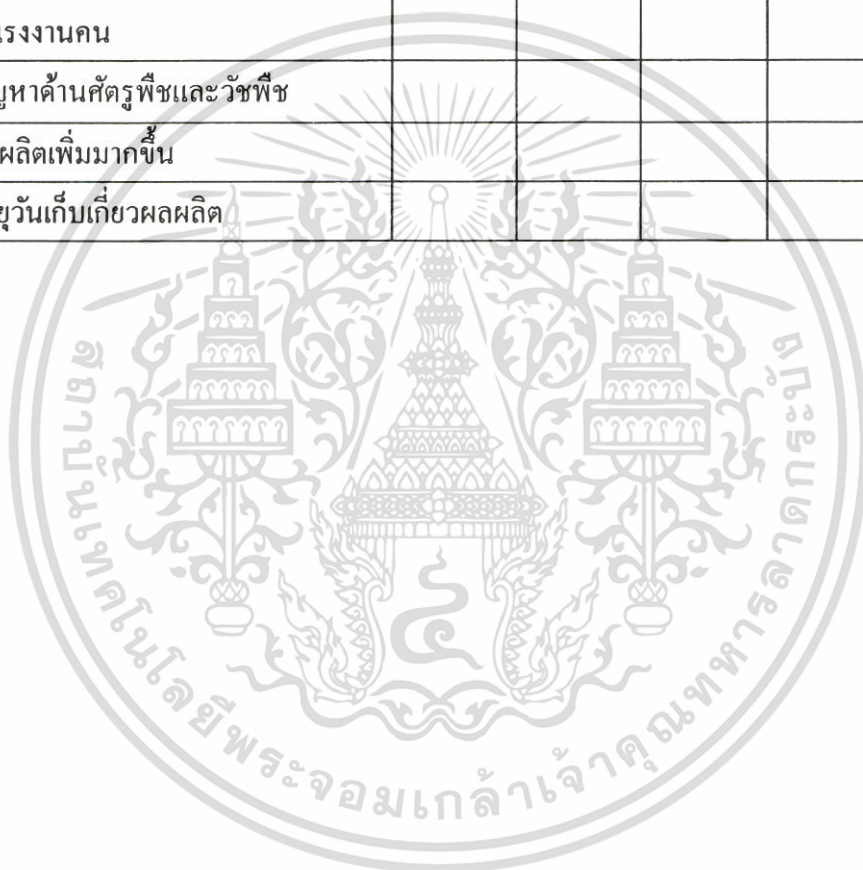 แรงงานคน
ญหาด้านศัตรูพืชและวัชพืช
ผลิตเพิ่มมากขึ้น
ยุวันเก็บเกี่ยวผลผลิต
สถาบันเทคโนโลยีพระจอมเกล้าเจ้าคุณทหารลาดกระบัง